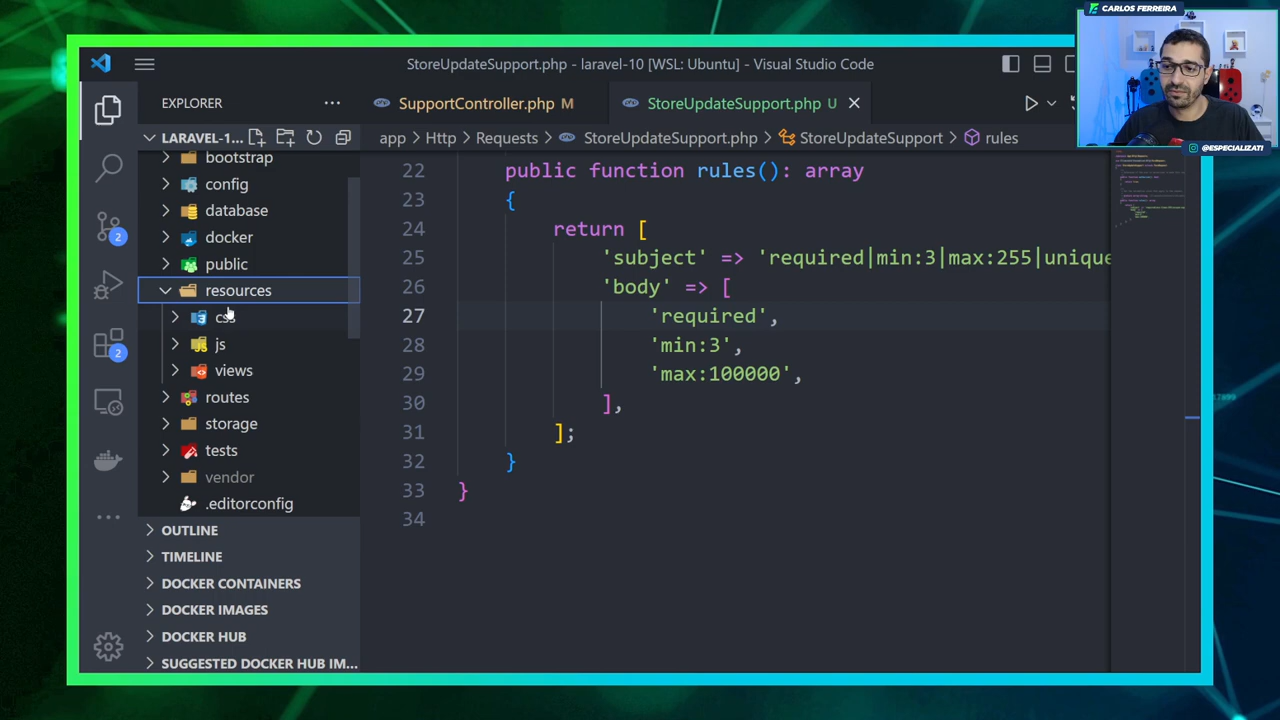 CARLOS FERREIRA
@ESPECIALIZATI
StoreUpdateSupport.php - laravel-10 [WSL: Ubuntu] - Visual Studio Code
EXPLORER
SupportController.php M
StoreUpdateSupport.php U
LARAVEL-1...
app > Http > Requests > StoreUpdateSupport.php > StoreUpdateSupport > rules
bootstrap
config
database
docker
public
resources
css
js
views
routes
storage
tests
vendor
.editorconfig
OUTLINE
TIMELINE
DOCKER CONTAINERS
DOCKER IMAGES
DOCKER HUB
SUGGESTED DOCKER HUB IM...
2
2
22 public function rules(): array
23 {
24 return [
25 'subject' => 'required|min:3|max:255|unique
26 'body' => [
27 'required',
28 'min:3',
29 'max:100000',
30 ],
31 ];
32 }
33 }
34